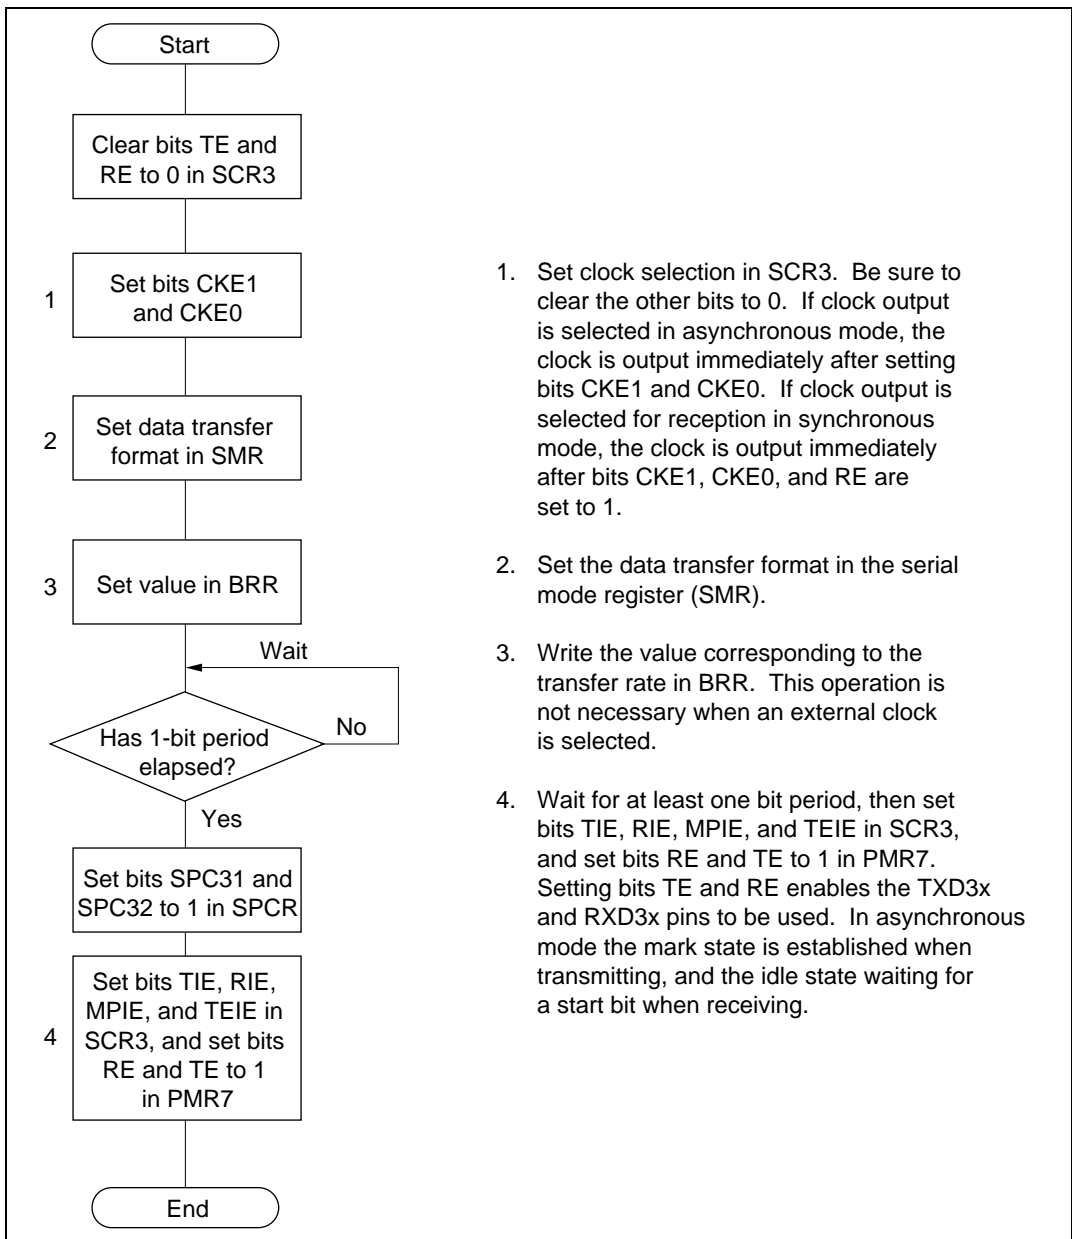 Start
Clear bits TE and
RE to 0 in SCR3
1
Set bits CKE1
and CKE0
2
Set data transfer
format in SMR
3
Set value in BRR
Wait
Has 1-bit period
elapsed?
No
Yes
Set bits SPC31 and
SPC32 to 1 in SPCR
4
Set bits TIE, RIE,
MPIE, and TEIE in
SCR3, and set bits
RE and TE to 1
in PMR7
End
1. Set clock selection in SCR3. Be sure to
clear the other bits to 0. If clock output
is selected in asynchronous mode, the
clock is output immediately after setting
bits CKE1 and CKE0. If clock output is
selected for reception in synchronous
mode, the clock is output immediately
after bits CKE1, CKE0, and RE are
set to 1.
2. Set the data transfer format in the serial
mode register (SMR).
3. Write the value corresponding to the
transfer rate in BRR. This operation is
not necessary when an external clock
is selected.
4. Wait for at least one bit period, then set
bits TIE, RIE, MPIE, and TEIE in SCR3,
and set bits RE and TE to 1 in PMR7.
Setting bits TE and RE enables the TXD3x
and RXD3x pins to be used. In asynchronous
mode the mark state is established when
transmitting, and the idle state waiting for
a start bit when receiving.